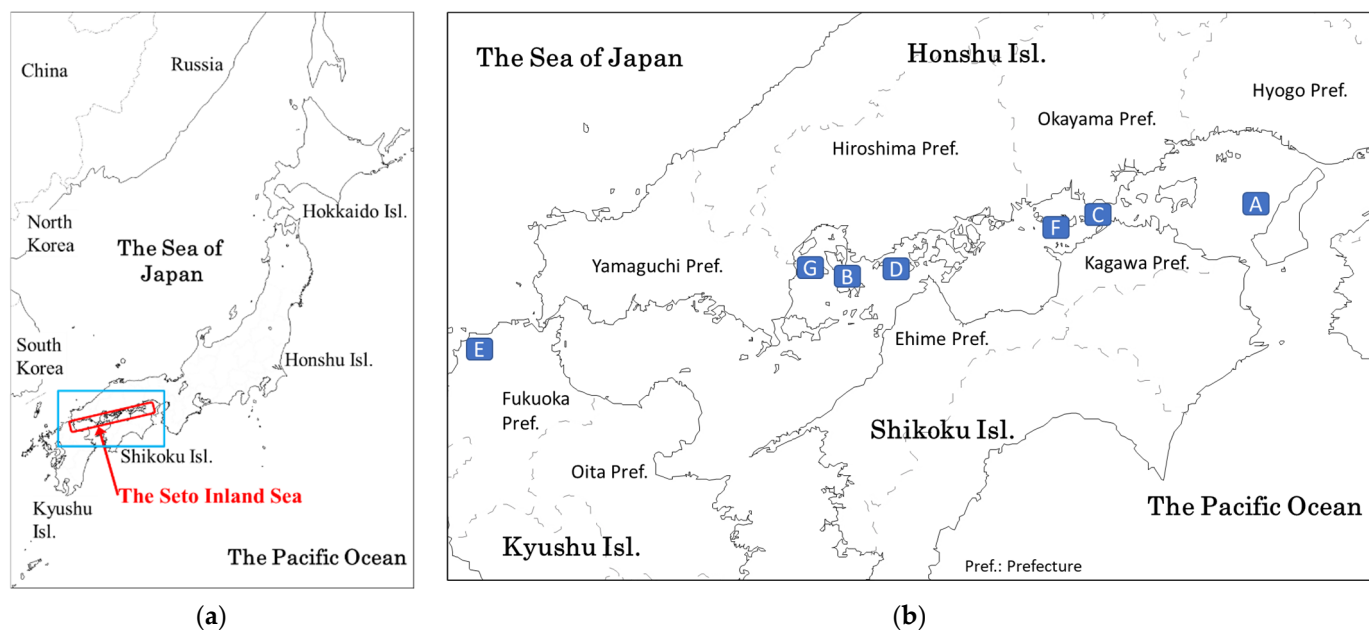 China
Russia
North
Korea
The Sea of
Japan
Hokkaido Isl.
South
Korea
Honshu Isl.
Shikoku Isl.
The Seto Inland Sea
Kyushu
Isl.
The Pacific Ocean
(a)
The Sea of Japan
Honshu Isl.
Hyogo Pref.
Okayama Pref.
Hiroshima Pref.
A
C
F
Yamaguchi Pref.
G
B
D
Kagawa Pref.
E
Ehime Pref.
Fukuoka
Pref.
Shikoku Isl.
Oita Pref.
The Pacific Ocean
Kyushu Isl.
Pref.: Prefecture
(b)